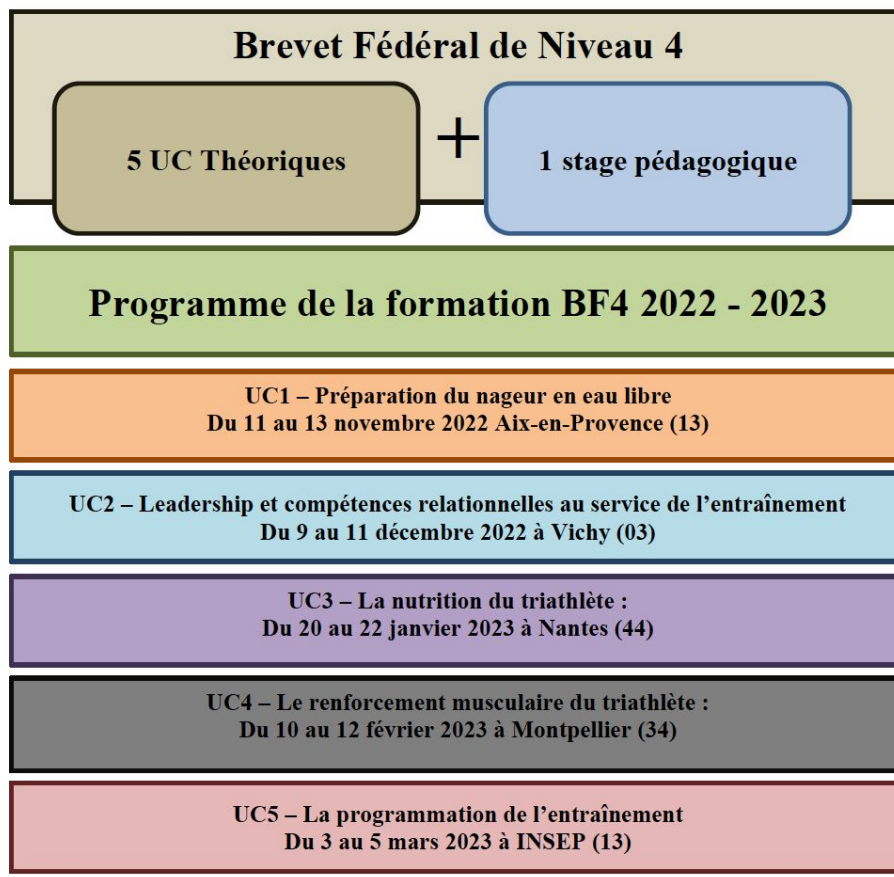 Brevet Fédéral de Niveau 4
5 UC Théoriques
+
1 stage pédagogique
Programme de la formation BF4 2022 - 2023
UC1 – Préparation du nageur en eau libre
Du 11 au 13 novembre 2022 Aix-en-Provence (13)
UC2 – Leadership et compétences relationnelles au service de l’entraînement
Du 9 au 11 décembre 2022 à Vichy (03)
UC3 – La nutrition du triathlète :
Du 20 au 22 janvier 2023 à Nantes (44)
UC4 – Le renforcement musculaire du triathlète :
Du 10 au 12 février 2023 à Montpellier (34)
UC5 – La programmation de l’entraînement
Du 3 au 5 mars 2023 à INSEP (13)